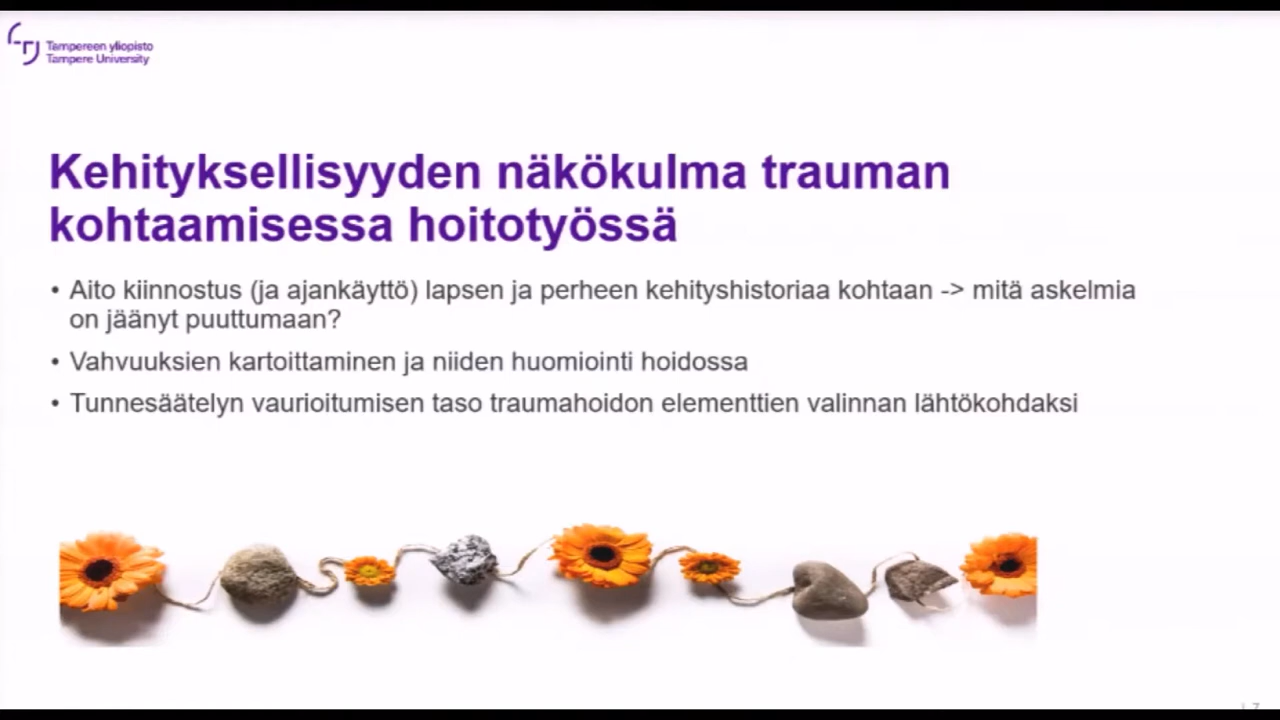 Tampereen yliopisto
Tampere University
Kehityksellisyyden näkökulma trauman
kohtaamisessa hoitotyössä
• Aito kiinnostus (ja ajankäyttö) lapsen ja perheen kehityshistoriaa kohtaan -> mitä askelmia
on jäänyt puuttumaan?
• Vahvuuksien kartoittaminen ja niiden huomiointi hoidossa
• Tunnesäätelyn vaurioitumisen taso traumahoidon elementtien valinnan lähtökohdaksi